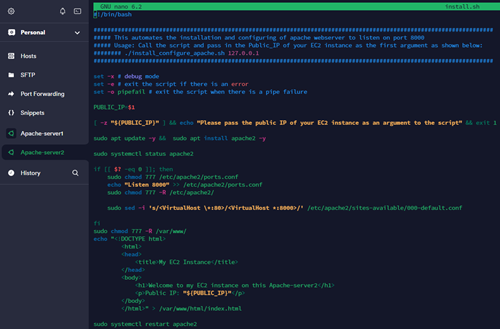 GNU nano 6.2
install.sh
Personal
Hosts
SFTP
Port Forwarding
Snippets
Apache-server1
Apache-server2
History
#!/bin/bash
##### This automates the installation and configuring of apache webserver to listen on port 8000
##### Usage: Call the script and pass in the Public_IP of your EC2 instance as the first argument as shown below:
######## ./install_configure_apache.sh 127.0.0.1
set -x # debug mode
set -e # exit the script if there is an error
set -o pipefail # exit the script when there is a pipe failure
PUBLIC_IP=$1
[ -z "${PUBLIC_IP}" ] && echo "Please pass the public IP of your EC2 instance as an argument to the script" && exit 1
sudo apt update -y && sudo apt install apache2 -y
sudo systemctl status apache2
if [[ $? -eq 0 ]]; then
sudo chmod 777 /etc/apache2/ports.conf
echo "Listen 8000" >> /etc/apache2/ports.conf
sudo chmod 777 -R /etc/apache2/
sudo sed -i 's/<VirtualHost \*:80>/<VirtualHost *:8000>/' /etc/apache2/sites-available/000-default.conf
fi
sudo chmod 777 -R /var/www/
echo "<!DOCTYPE html>
<html>
<head>
<title>My EC2 Instance</title>
</head>
<body>
<h1>Welcome to my EC2 instance on this Apache-server2</h1>
<p>Public IP: "${PUBLIC_IP}"</p>
</body>
</html>" > /var/www/html/index.html
sudo systemctl restart apache2